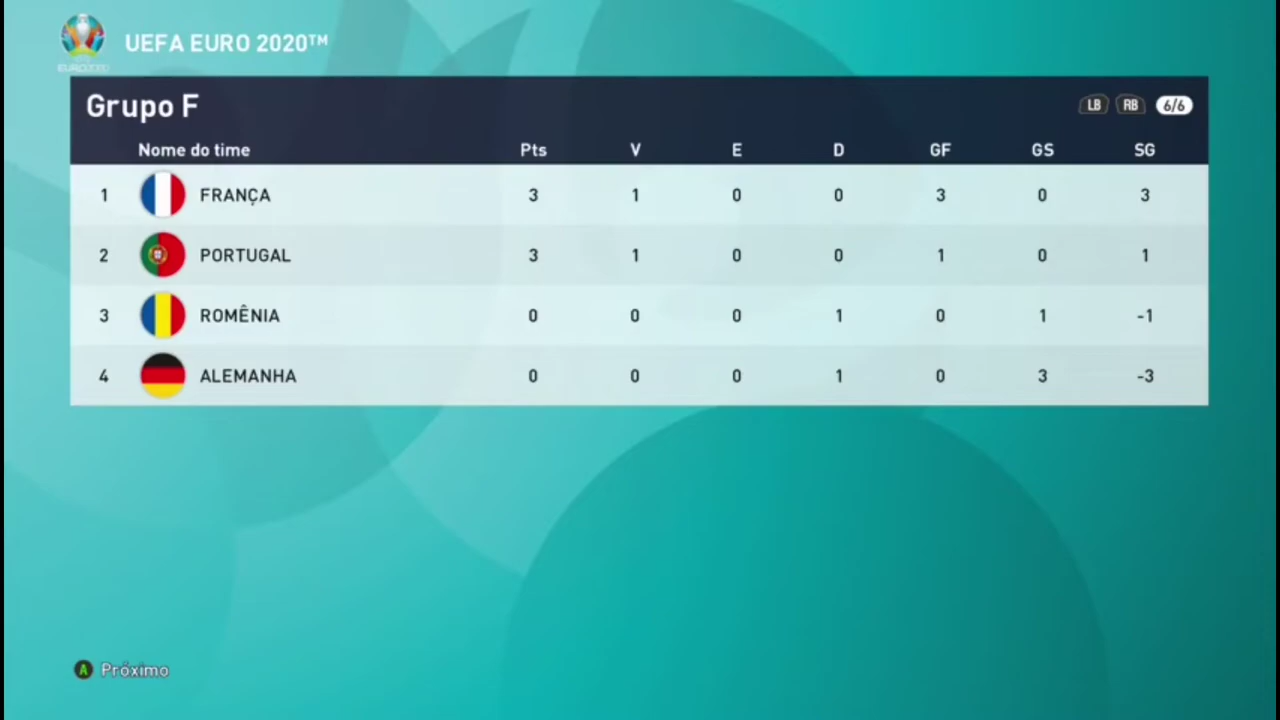 UEFA EURO 2020™
EURO2020
Grupo F LB RB 6/6
Nome do time Pts V E D GF GS SG
1 FRANÇA 3 1 0 0 3 0 3
2 PORTUGAL 3 1 0 0 1 0 1
3 ROMÊNIA 0 0 0 1 0 1 -1
4 ALEMANHA 0 0 0 1 0 3 -3
A Próximo